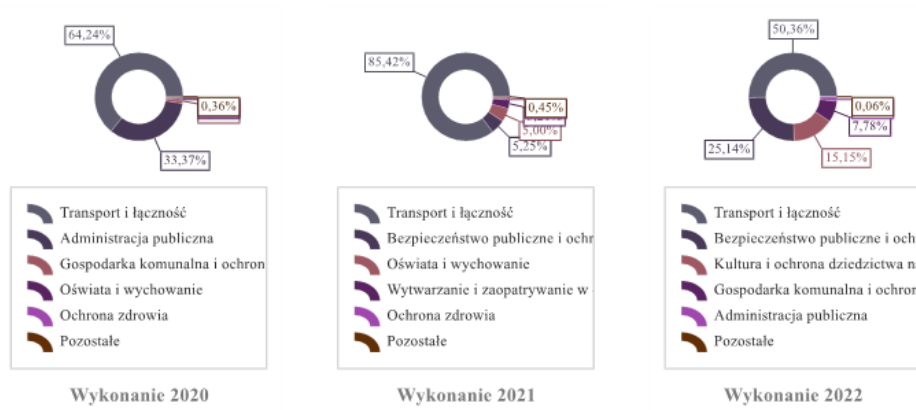 64,24%
0,36%
33,37%
Transport i łączność
Administracja publiczna
Gospodarka komunalna i ochron
Oświata i wychowanie
Ochrona zdrowia
Pozostałe
Wykonanie 2020
85,42%
0,45%
5,00%
5,25%
Transport i łączność
Bezpieczeństwo publiczne i ochr
Oświata i wychowanie
Wytwarzanie i zaopatrywanie w
Ochrona zdrowia
Pozostałe
Wykonanie 2021
50,36%
0,06%
7,78%
15,15%
25,14%
Transport i łączność
Bezpieczeństwo publiczne i och
Kultura i ochrona dziedzictwa n
Gospodarka komunalna i ochron
Administracja publiczna
Pozostałe
Wykonanie 2022